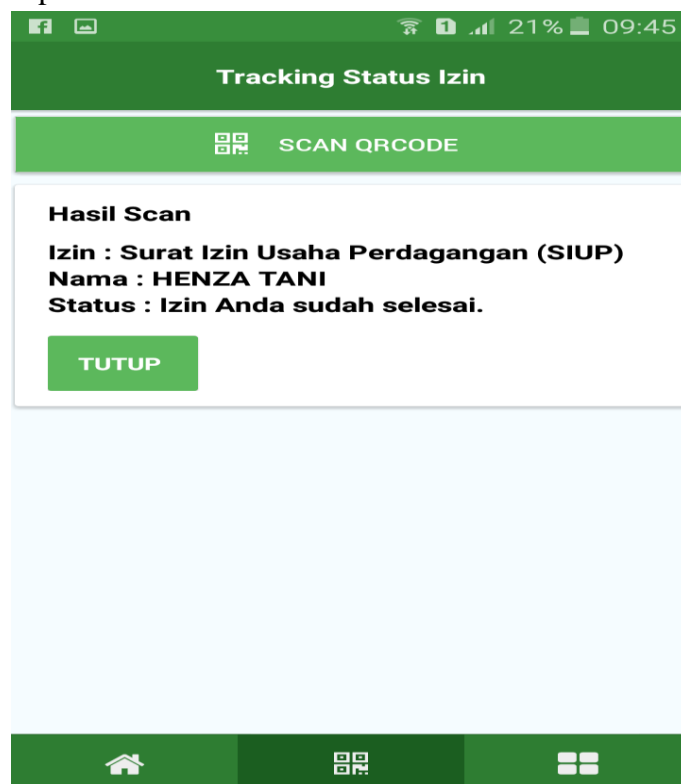 21% 09:45
Tracking Status Izin
SCAN QRCODE
Hasil Scan
Izin : Surat Izin Usaha Perdagangan (SIUP)
Nama : HENZA TANI
Status : Izin Anda sudah selesai.
TUTUP